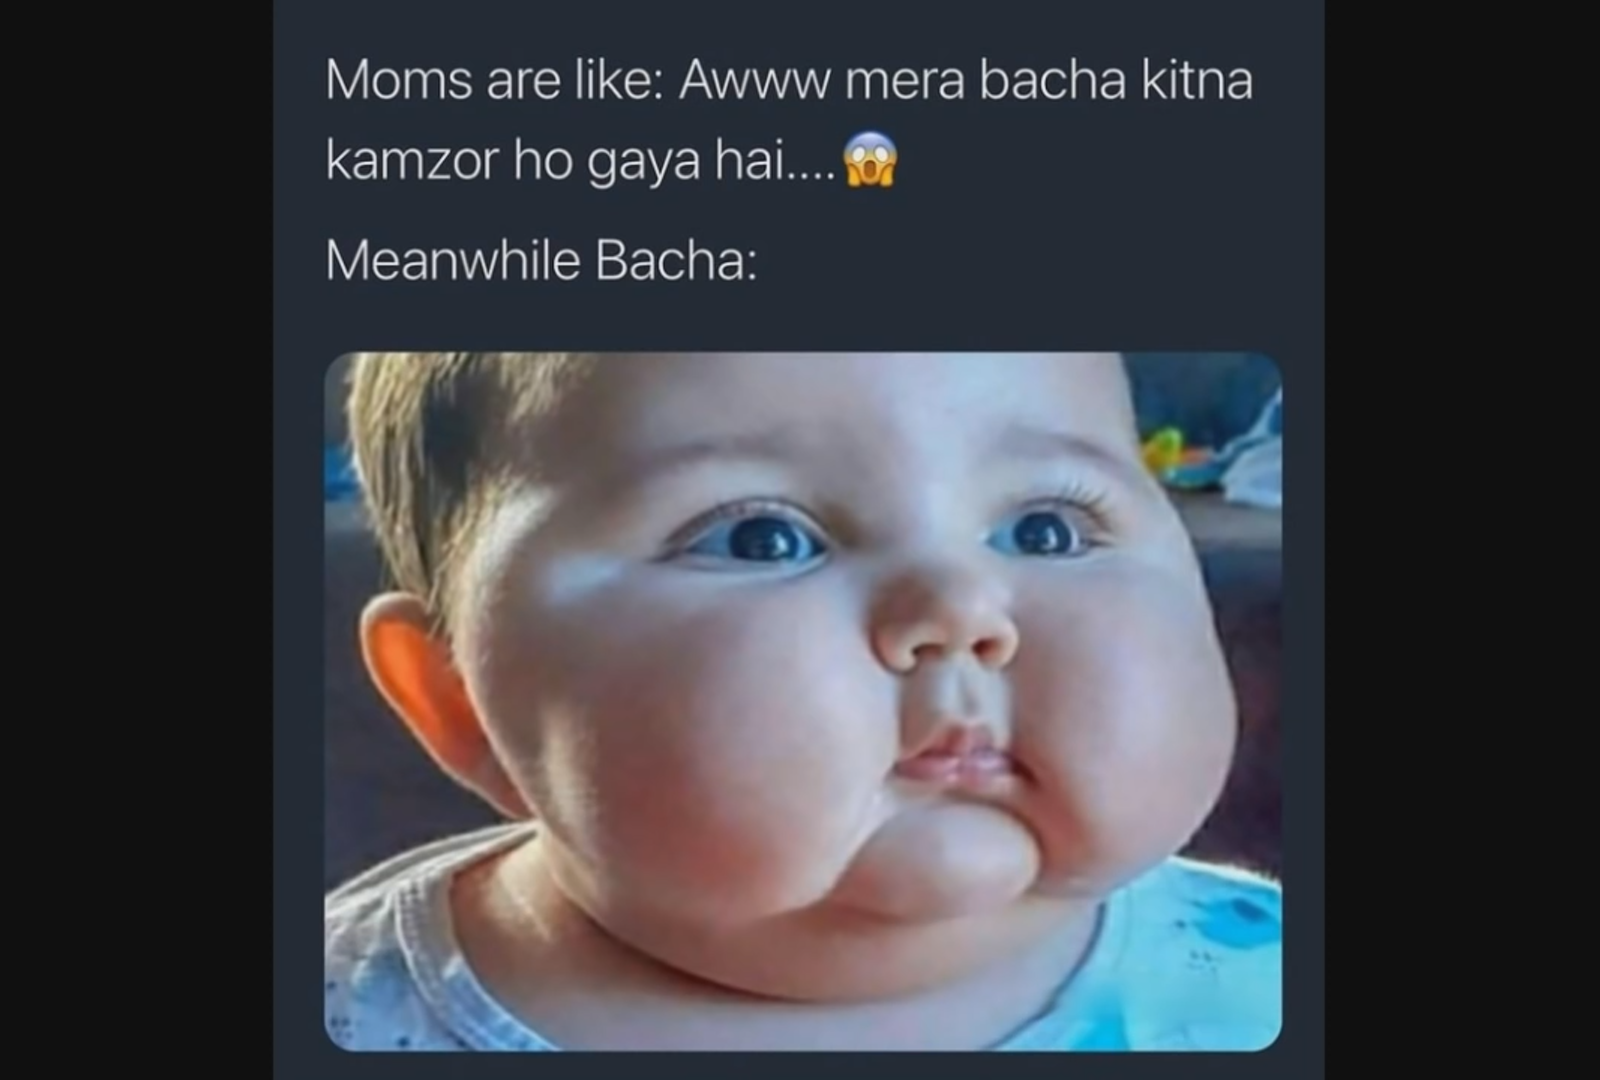 Moms are like: Awww mera bacha kitna
kamzor ho gaya hai....😱
Meanwhile Bacha: